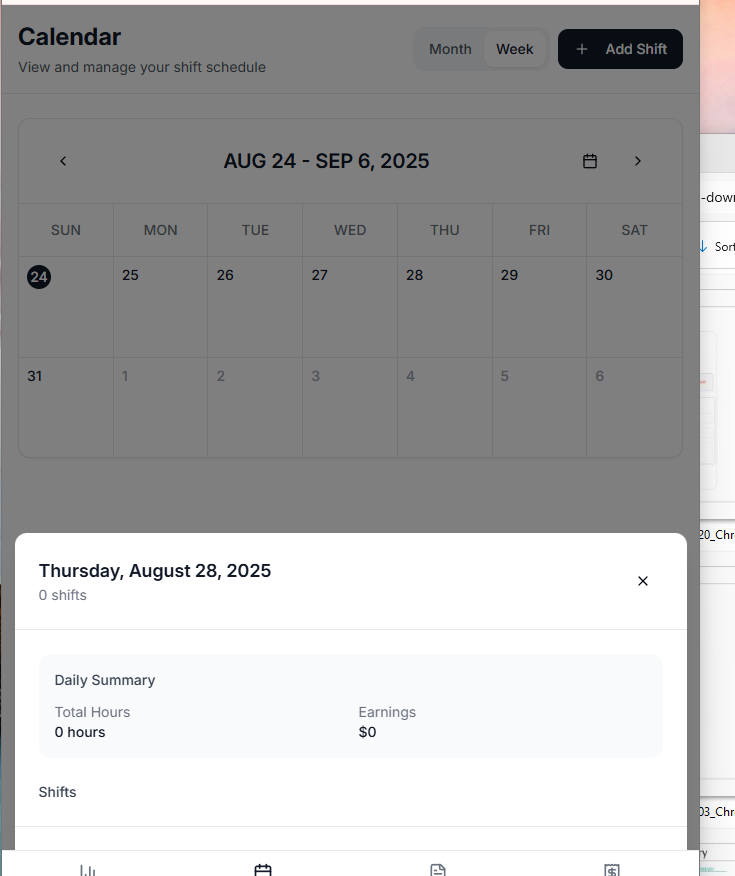 Calendar
View and manage your shift schedule
Month Week + Add Shift
AUG 24 - SEP 6, 2025
SUN MON TUE WED THU FRI SAT
24 25 26 27 28 29 30
31 1 2 3 4 5 6
Thursday, August 28, 2025
0 shifts
Daily Summary
Total Hours Earnings
0 hours $0
Shifts
-dow
Sort
20_Chr
03_Chr
ry